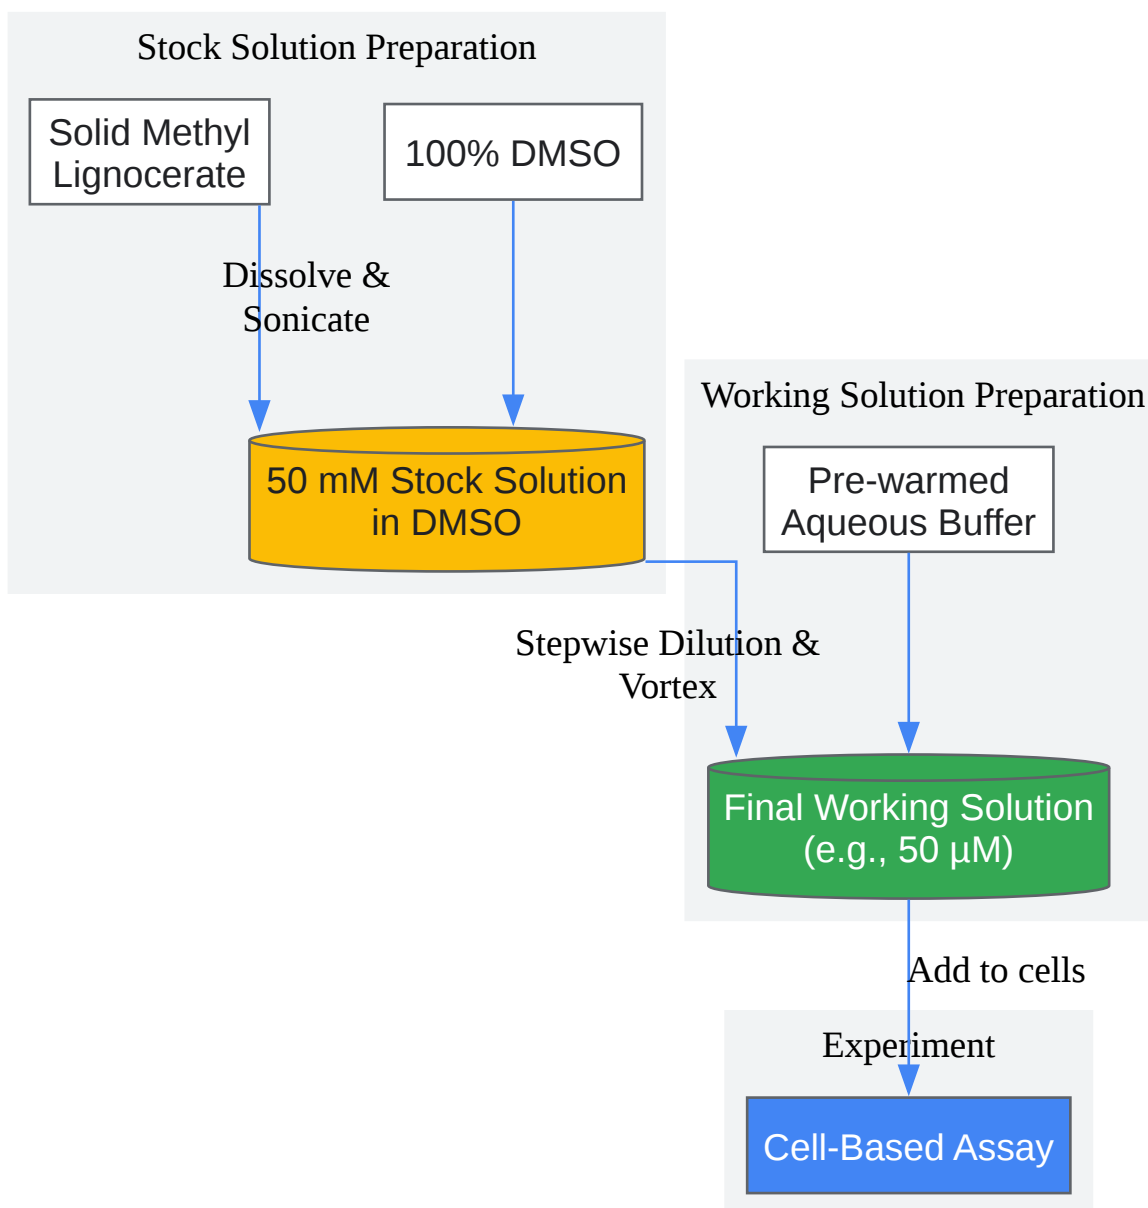 Stock Solution Preparation
Solid Methyl
Lignocerate
100% DMSO
Dissolve &
Sonicate
50 mM Stock Solution
in DMSO
Working Solution Preparation
Pre-warmed
Aqueous Buffer
Stepwise Dilution &
Vortex
Final Working Solution
(e.g., 50 µM)
Add to cells
Experiment
Cell-Based Assay